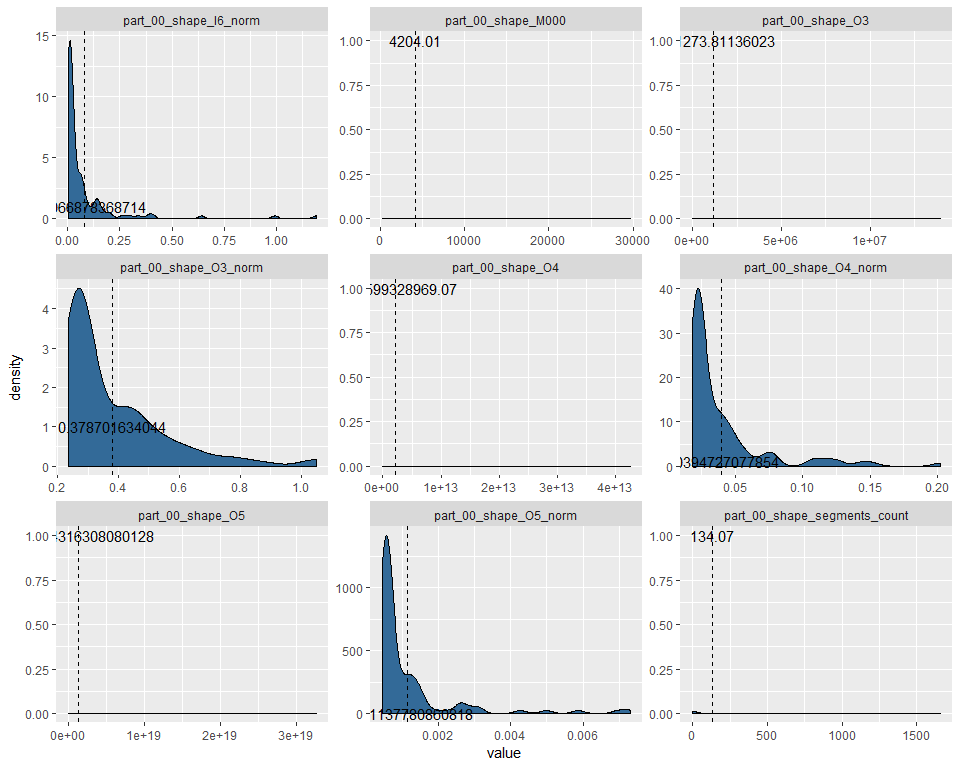 part_00_shape_I6_norm
part_00_shape_M000
part_00_shape_O3
15
10
5
0
0.00 0.25 0.50 0.75 1.00
1.00
0.75
0.50
0.25
0.00
4204.01
0 10000 20000 30000
1.00
0.75
0.50
0.25
0.00
273.81136023
0e+00 5e+06 1e+07
part_00_shape_O3_norm
part_00_shape_O4
part_00_shape_O4_norm
density
4
3
2
1
0
0.378701634044
0.2 0.4 0.6 0.8 1.0
1.00
0.75
0.50
0.25
0.00
599328969.07
0e+00 1e+13 2e+13 3e+13 4e+13
40
30
20
10
0
0.05 0.10 0.15 0.20
part_00_shape_O5
part_00_shape_O5_norm
part_00_shape_segments_count
1.00
0.75
0.50
0.25
0.00
316308080128
0e+00 1e+19 2e+19 3e+19
1000
500
0
0.002 0.004 0.006
1.00
0.75
0.50
0.25
0.00
134.07
0 500 1000 1500
value